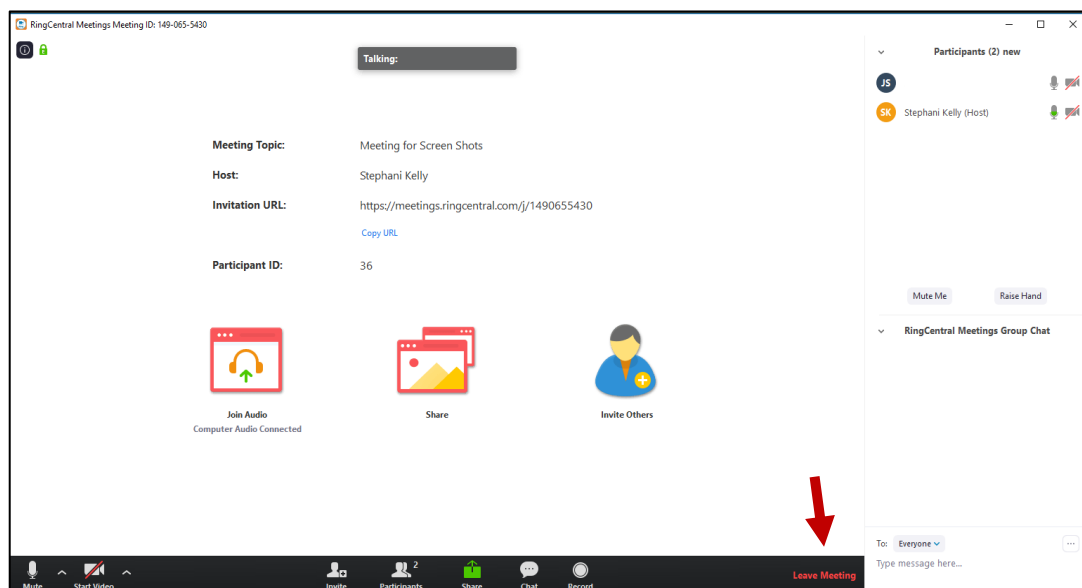 RingCentral Meetings Meeting ID: 149-065-5430
Talking:
Meeting Topic: Meeting for Screen Shots
Host: Stephani Kelly
Invitation URL: https://meetings.ringcentral.com/j/1490655430
Copy URL
Participant ID: 36
Join Audio Share Invite Others
Computer Audio Connected
Participants (2) new
JS
SK Stephani Kelly (Host)
Mute Me Raise Hand
RingCentral Meetings Group Chat
To: Everyone
Type message here...
2
Mute Start Video Invite Participants Share Chat Record Leave Meeting